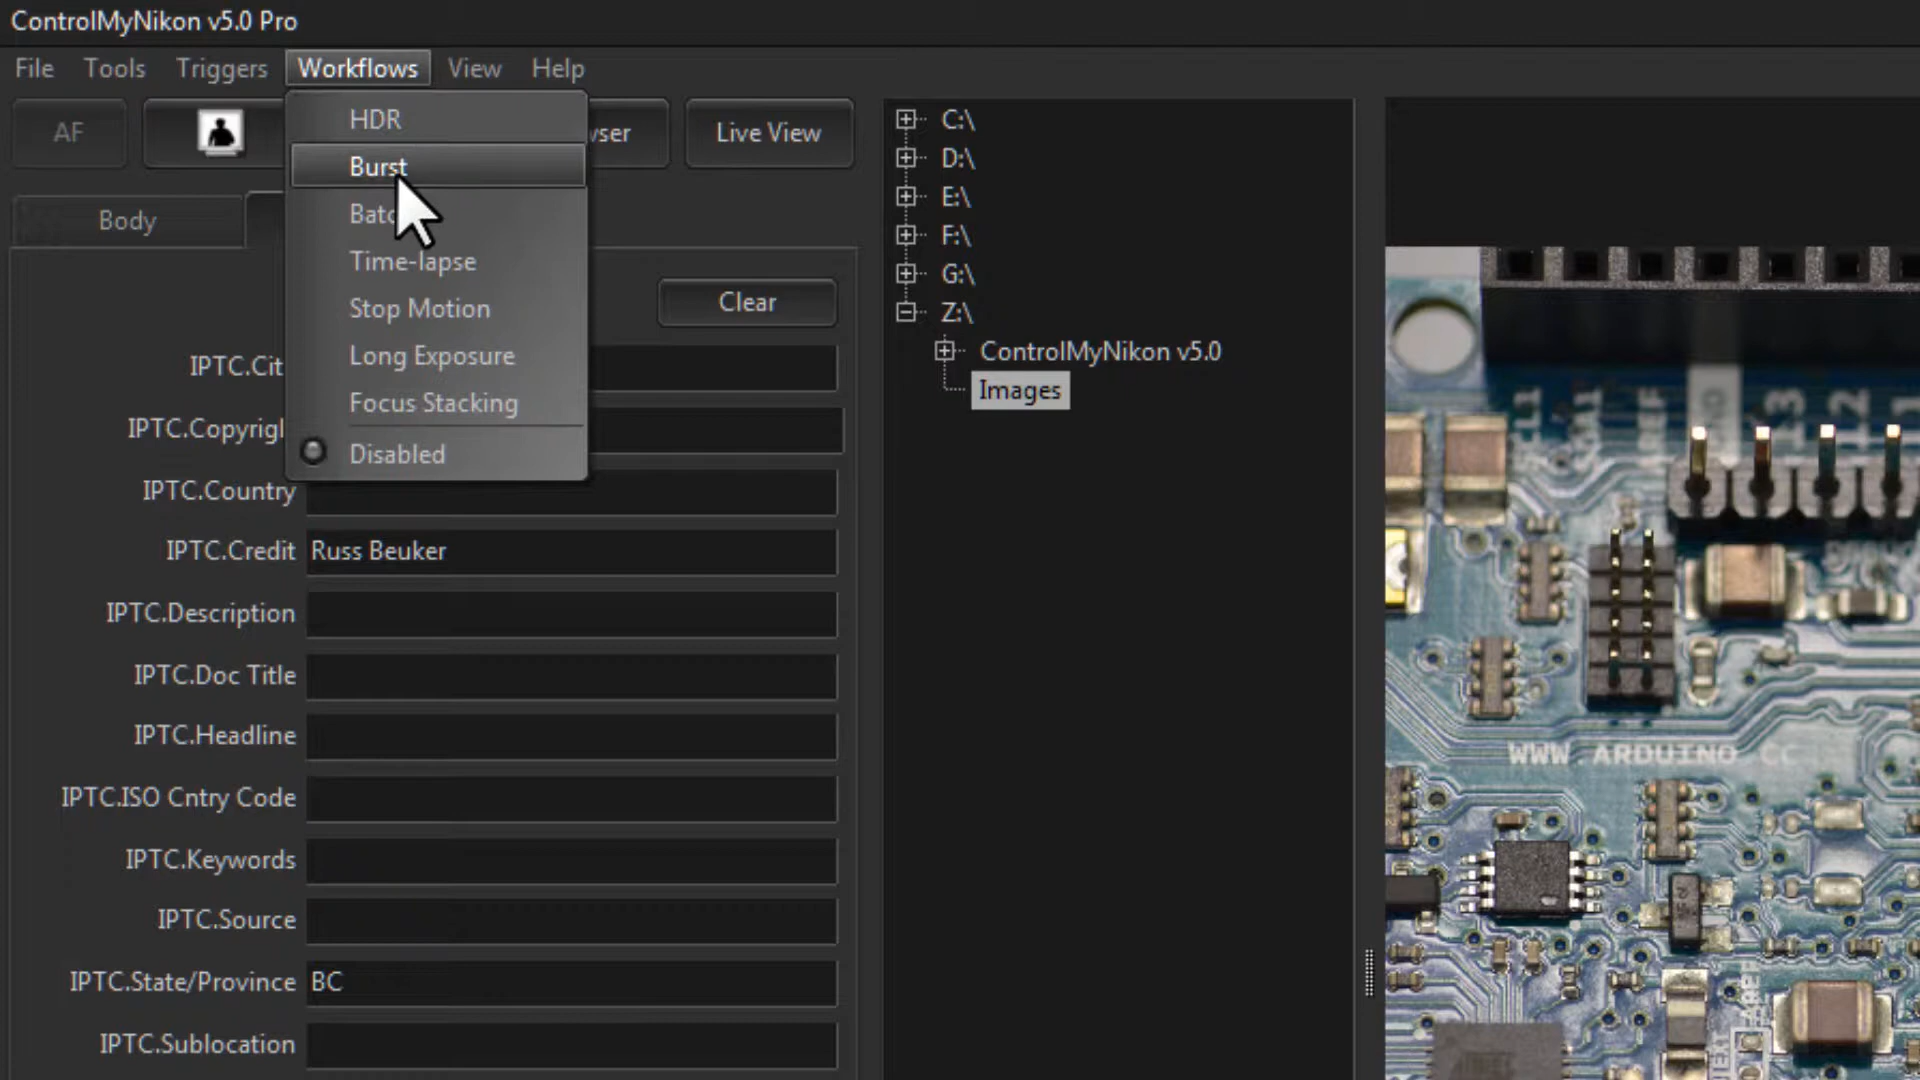 ControlMyNikon v5.0 Pro
File Tools Triggers Workflows View Help
AF
Live View
HDR
Burst
Time-lapse
Stop Motion
Long Exposure
Focus Stacking
Disabled
Body
Clear
IPTC.Country
IPTC.Credit Russ Beuker
IPTC.Description
IPTC.Doc Title
IPTC.Headline
IPTC.ISO Cntry Code
IPTC.Keywords
IPTC.Source
IPTC.State/Province BC
IPTC.Sublocation
C:\
D:\
E:\
F:\
G:\
Z:\
ControlMyNikon v5.0
Images
AREF
13
12
WWW.ARDUINO.CC